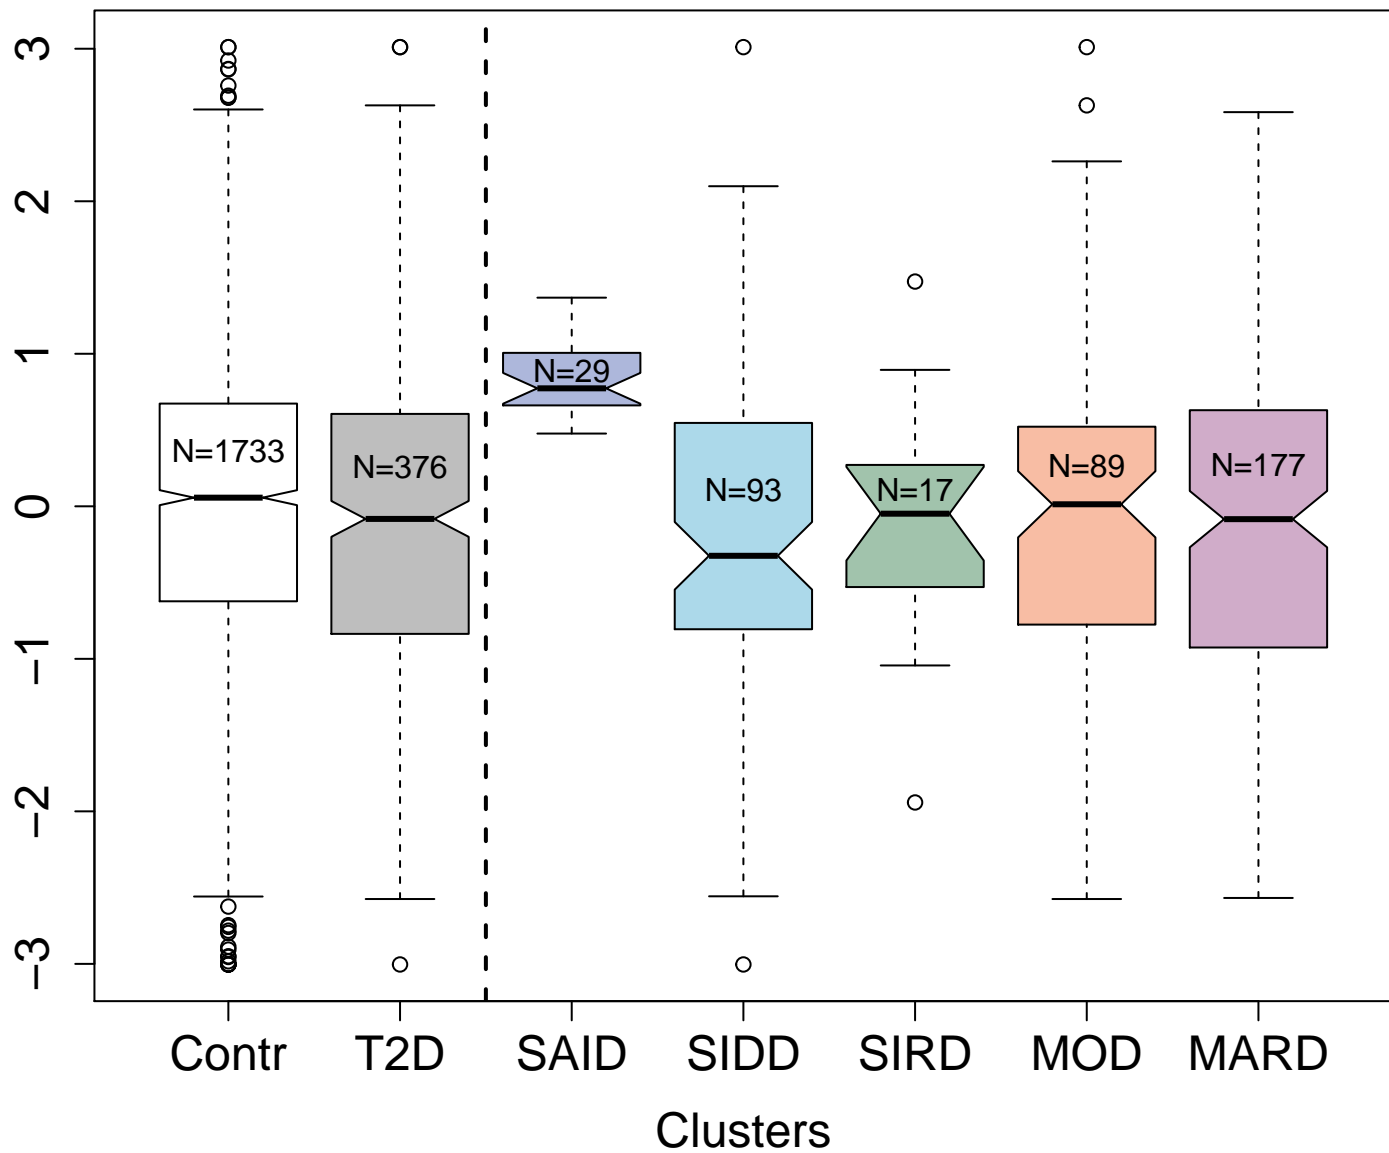 3
2
1
0
−1
−2
−3
N=1733
N=376
N=29
N=93
N=17
N=89
N=177
Contr T2D SAID SIDD SIRD MOD MARD
Clusters